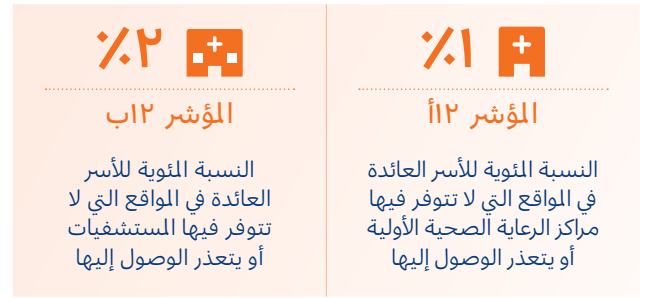 ١٪
المؤشر ١٢أ
النسبة المئوية للأسر العائدة
في المواقع التي لا تتوفر فيها
مراكز الرعاية الصحية الأولية
أو يتعذر الوصول إليها
٢٪
المؤشر ١٢ب
النسبة المئوية للأسر
العائدة في المواقع التي لا
تتوفر فيها المستشفيات
أو يتعذر الوصول إليها